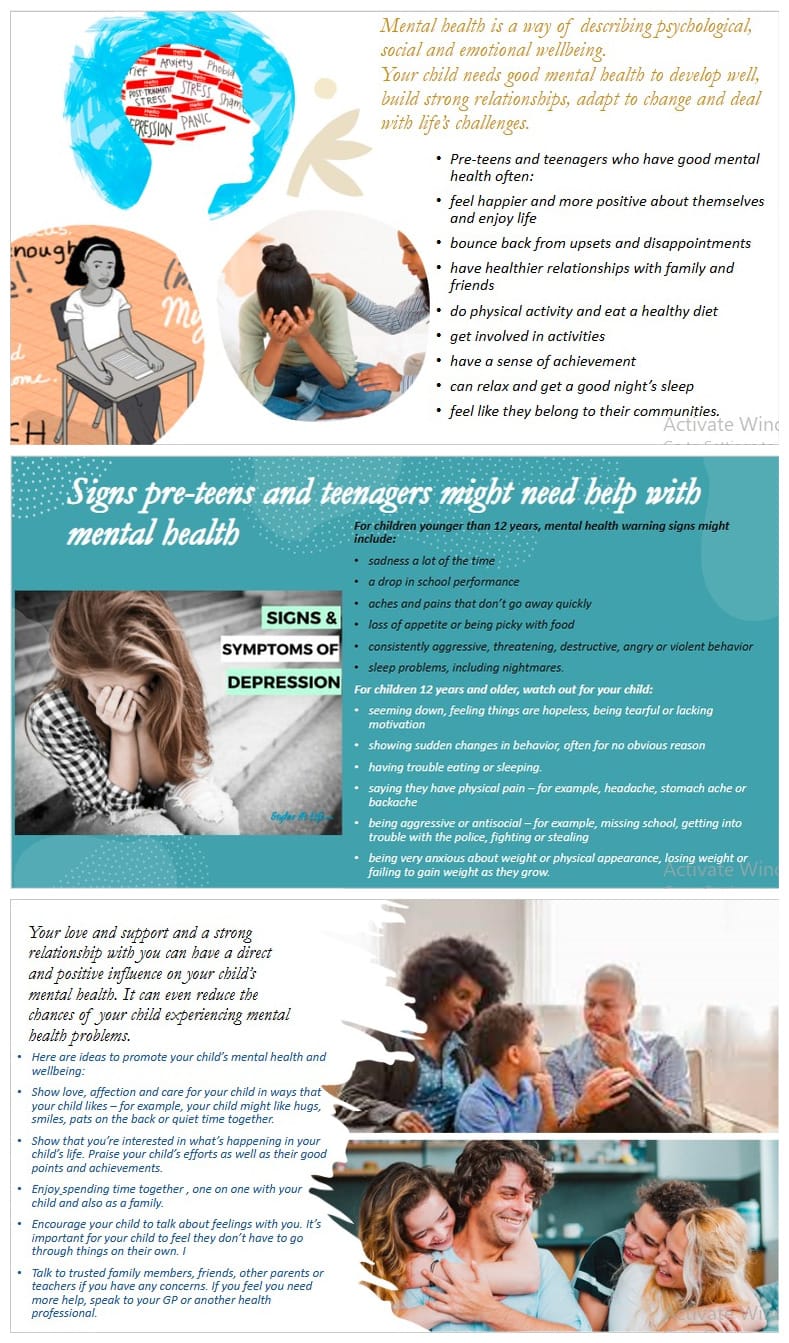 Mental health is a way of describing psychological,
social and emotional wellbeing.
Your child needs good mental health to develop well,
build strong relationships, adapt to change and deal
with life's challenges.
Anxiety
Phobia
POST-TRAUMATIC
STRESS
STRESS
Sham
PRESSION
PANIC
nough
!
I'm
My
ome.
CH
• Pre-teens and teenagers who have good mental
health often:
• feel happier and more positive about themselves
and enjoy life
• bounce back from upsets and disappointments
• have healthier relationships with family and
friends
• do physical activity and eat a healthy diet
• get involved in activities
• have a sense of achievement
• can relax and get a good night's sleep
• feel like they belong to their communities.
Activate Wind
Signs pre-teens and teenagers might need help with
mental health
For children younger than 12 years, mental health warning signs might
include:
• sadness a lot of the time
• a drop in school performance
• aches and pains that don't go away quickly
• loss of appetite or being picky with food
• consistently aggressive, threatening, destructive, angry or violent behavior
• sleep problems, including nightmares.
SIGNS &
SYMPTOMS OF
DEPRESSION
For children 12 years and older, watch out for your child:
• seeming down, feeling things are hopeless, being tearful or lacking
motivation
• showing sudden changes in behavior, often for no obvious reason
• having trouble eating or sleeping.
• saying they have physical pain – for example, headache, stomach ache or
backache
• being aggressive or antisocial – for example, missing school, getting into
trouble with the police, fighting or stealing
• being very anxious about weight or physical appearance, losing weight or
failing to gain weight as they grow.
Activate Wind
Your love and support and a strong
relationship with you can have a direct
and positive influence on your child's
mental health. It can even reduce the
chances of your child experiencing mental
health problems.
• Here are ideas to promote your child's mental health and
wellbeing:
• Show love, affection and care for your child in ways that
your child likes – for example, your child might like hugs,
smiles, pats on the back or quiet time together.
• Show that you're interested in what's happening in your
child's life. Praise your child's efforts as well as their good
points and achievements.
• Enjoy spending time together , one on one with your
child and also as a family.
• Encourage your child to talk about feelings with you. It's
important for your child to feel they don't have to go
through things on their own. I
• Talk to trusted family members, friends, other parents or
teachers if you have any concerns. If you feel you need
more help, speak to your GP or another health
professional.
Activate Wind